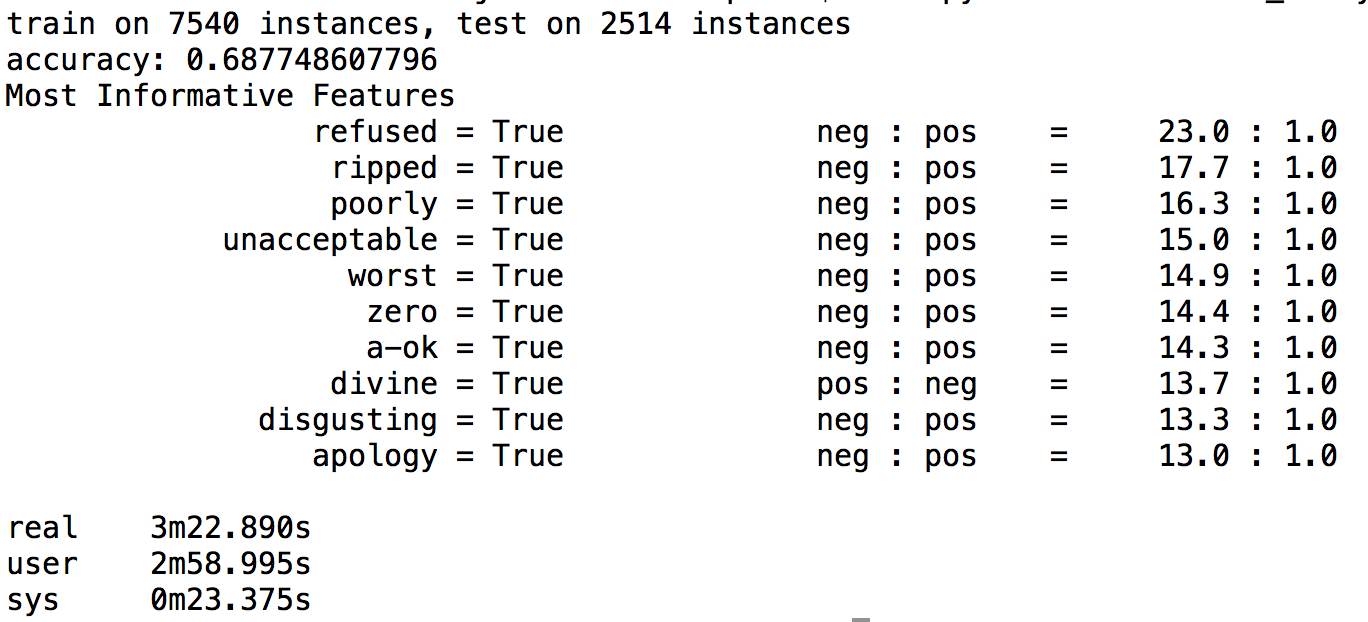 train on 7540 instances, test on 2514 instances
accuracy: 0.687748607796
Most Informative Features
refused = True neg : pos = 23.0 : 1.0
ripped = True neg : pos = 17.7 : 1.0
poorly = True neg : pos = 16.3 : 1.0
unacceptable = True neg : pos = 15.0 : 1.0
worst = True neg : pos = 14.9 : 1.0
zero = True neg : pos = 14.4 : 1.0
a-ok = True neg : pos = 14.3 : 1.0
divine = True pos : neg = 13.7 : 1.0
disgusting = True neg : pos = 13.3 : 1.0
apology = True neg : pos = 13.0 : 1.0
real 3m22.890s
user 2m58.995s
sys 0m23.375s